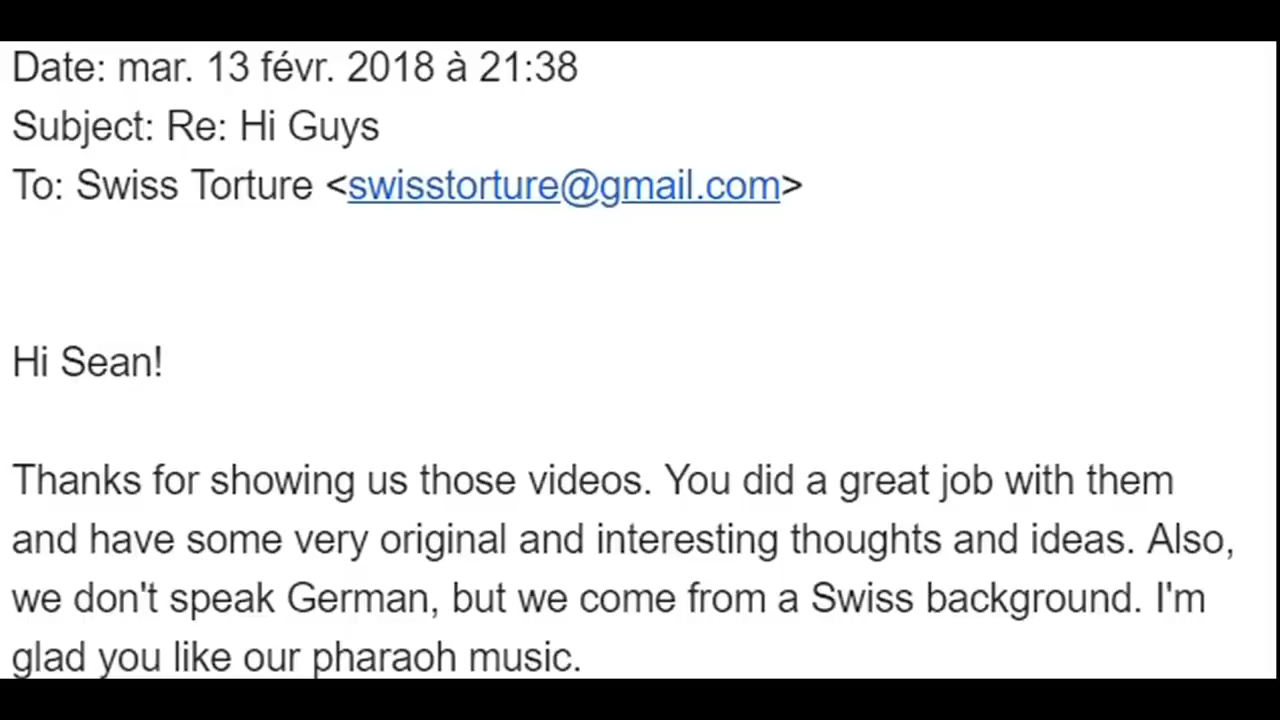 Date: mar. 13 févr. 2018 à 21:38
Subject: Re: Hi Guys
To: Swiss Torture <swisstorture@gmail.com>
Hi Sean!
Thanks for showing us those videos. You did a great job with them
and have some very original and interesting thoughts and ideas. Also,
we don't speak German, but we come from a Swiss background. I'm
glad you like our pharaoh music.